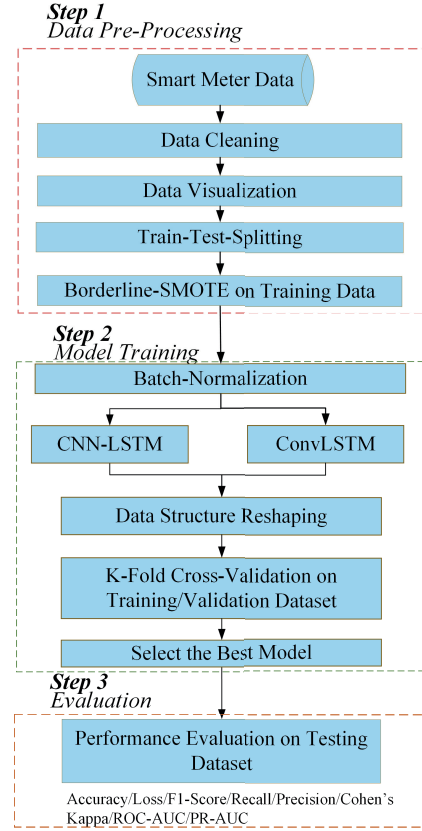 Step 1
Data Pre-Processing
Smart Meter Data
Data Cleaning
Data Visualization
Train-Test-Splitting
Borderline-SMOTE on Training Data
Step 2
Model Training
Batch-Normalization
CNN-LSTM
ConvLSTM
Data Structure Reshaping
K-Fold Cross-Validation on
Training/Validation Dataset
Select the Best Model
Step 3
Evaluation
Performance Evaluation on Testing
Dataset
Accuracy/Loss/F1-Score/Recall/Precision/Cohen's
Kappa/ROC-AUC/PR-AUC